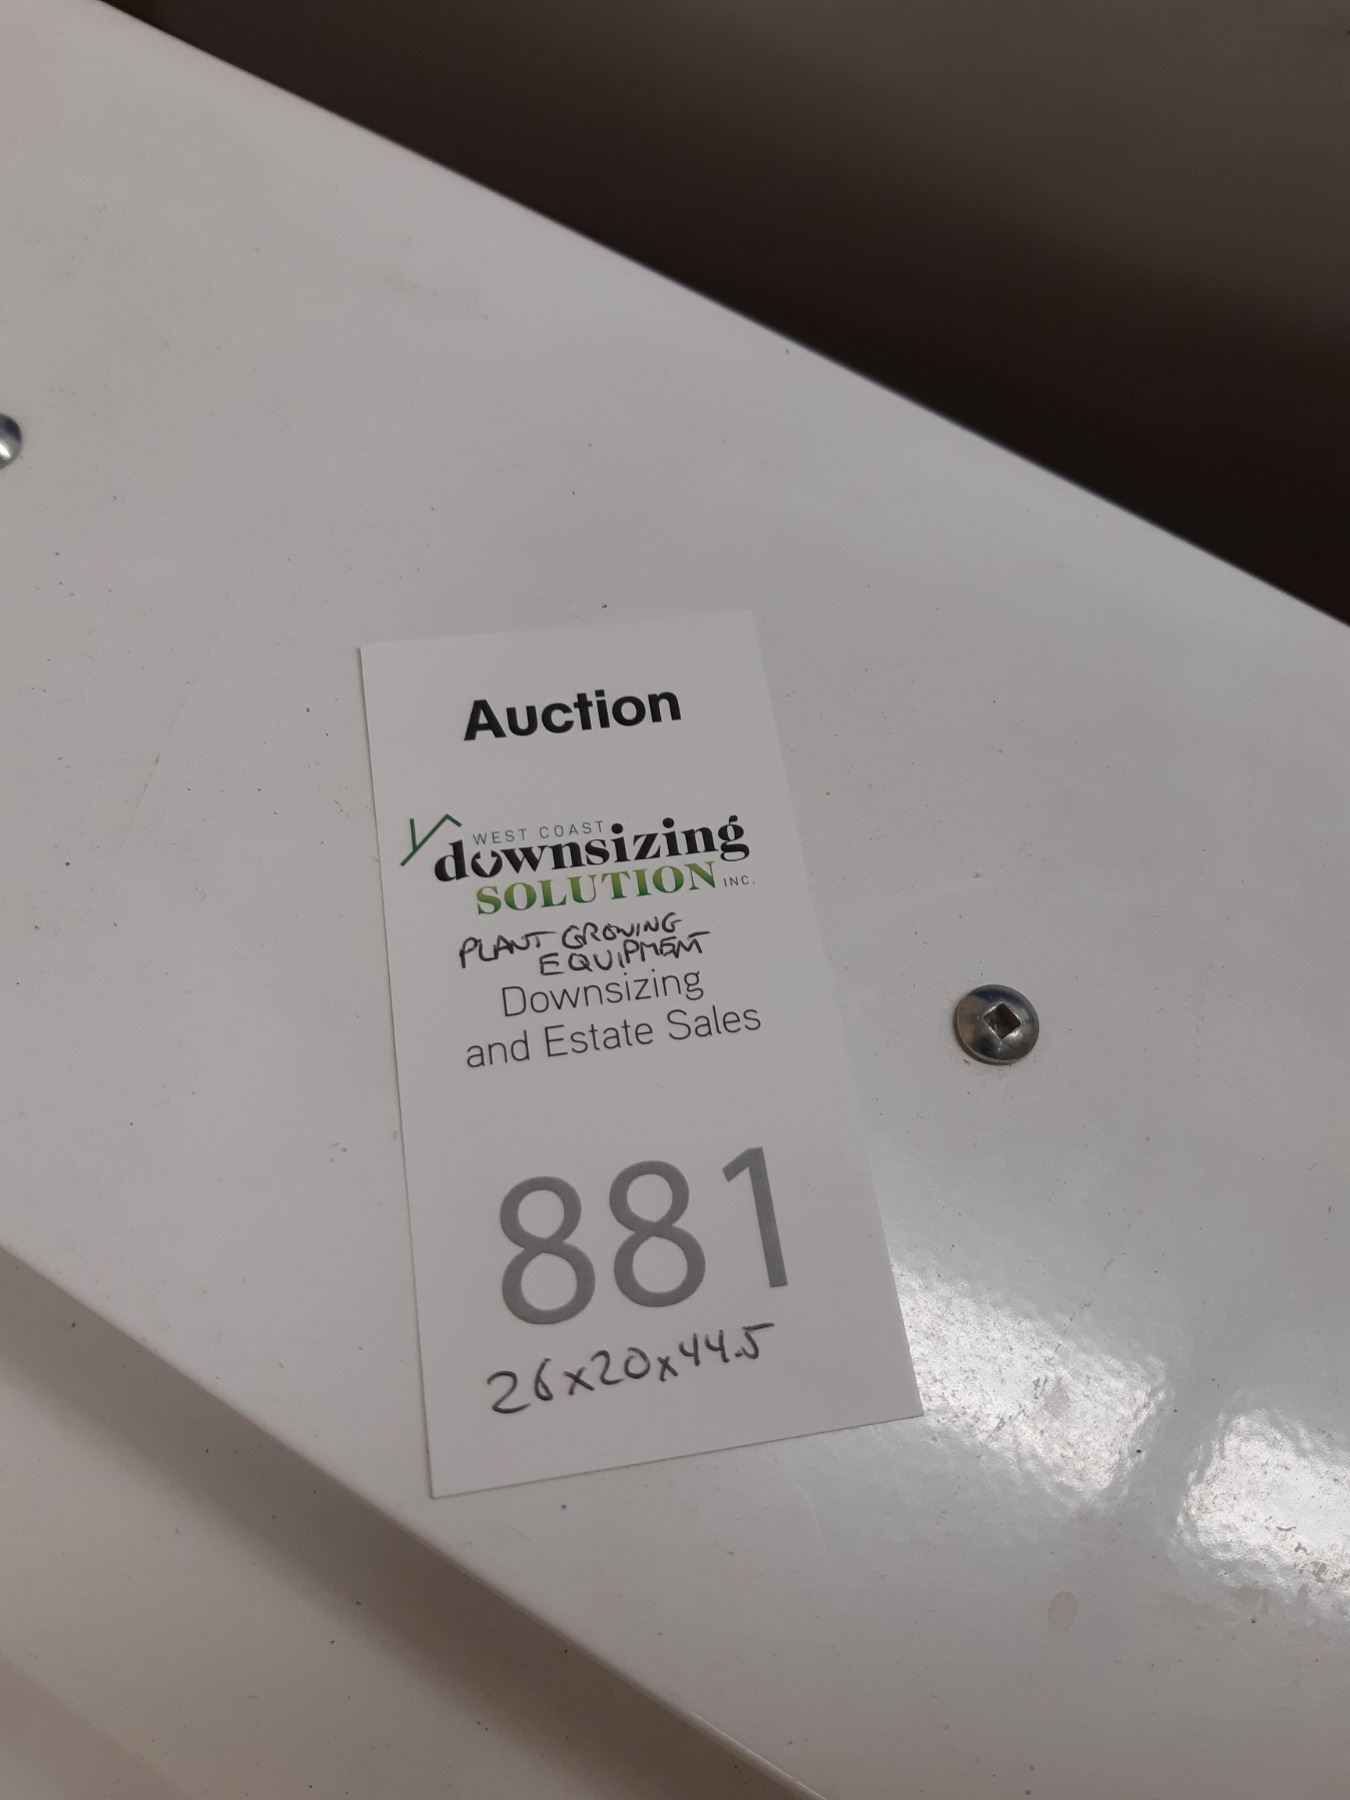 Auction
WEST COAST
downsizing
SOLUTION INC.
PLANT GROWING
EQUIPMENT
Downsizing
and Estate Sales
881
26x20x44.5